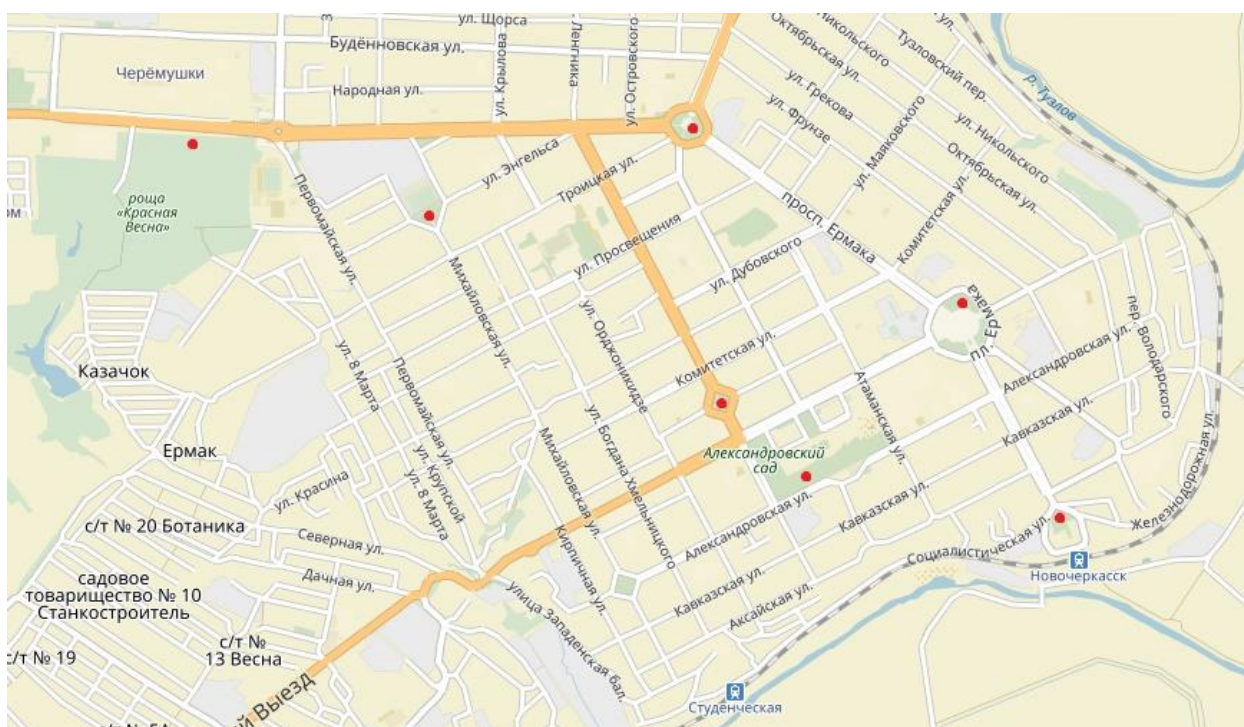 ул. Щорса
Будённовская ул.
ул. Крылова
ул. Островского
Черёмушки
Народная ул.
Никольского
Октябрьская ул.
Тузловский пер.
ул. Грекова
ул. Фрунзе
р. Тузлов
ул. Маяковского
ул. Никольского
Октябрьская ул.
ул. Энгельса
Троицкая ул.
Комитетская ул.
просп. Ермака
роща
«Красная
Весна»
Первомайская ул.
ул. Просвещения
ул. Дубовского
Михайловская ул.
ул. Орджоникидзе
пл. Ермака
пер. Володарского
Александровская ул.
Казачок
ул. 8 Марта
Первомайская ул.
Комитетская ул.
Атаманская ул.
Кавказская ул.
Железнодорожная ул.
Ермак
ул. Крупской
ул. 8 Марта
Михайловская ул.
ул. Богдана Хмельницкого
Александровский
сад
ул. Красина
с/т № 20 Ботаника
Северная ул.
Александровская ул.
Кавказская ул.
Социалистическая ул.
Дачная ул.
Кирпичная ул.
Новочеркасск
садовое
товарищество № 10
Станкостроитель
улица Западенская бал.
Кавказская ул.
Аксайская ул.
с/т №
13 Весна
с/т № 19
Выезд
Студенческая